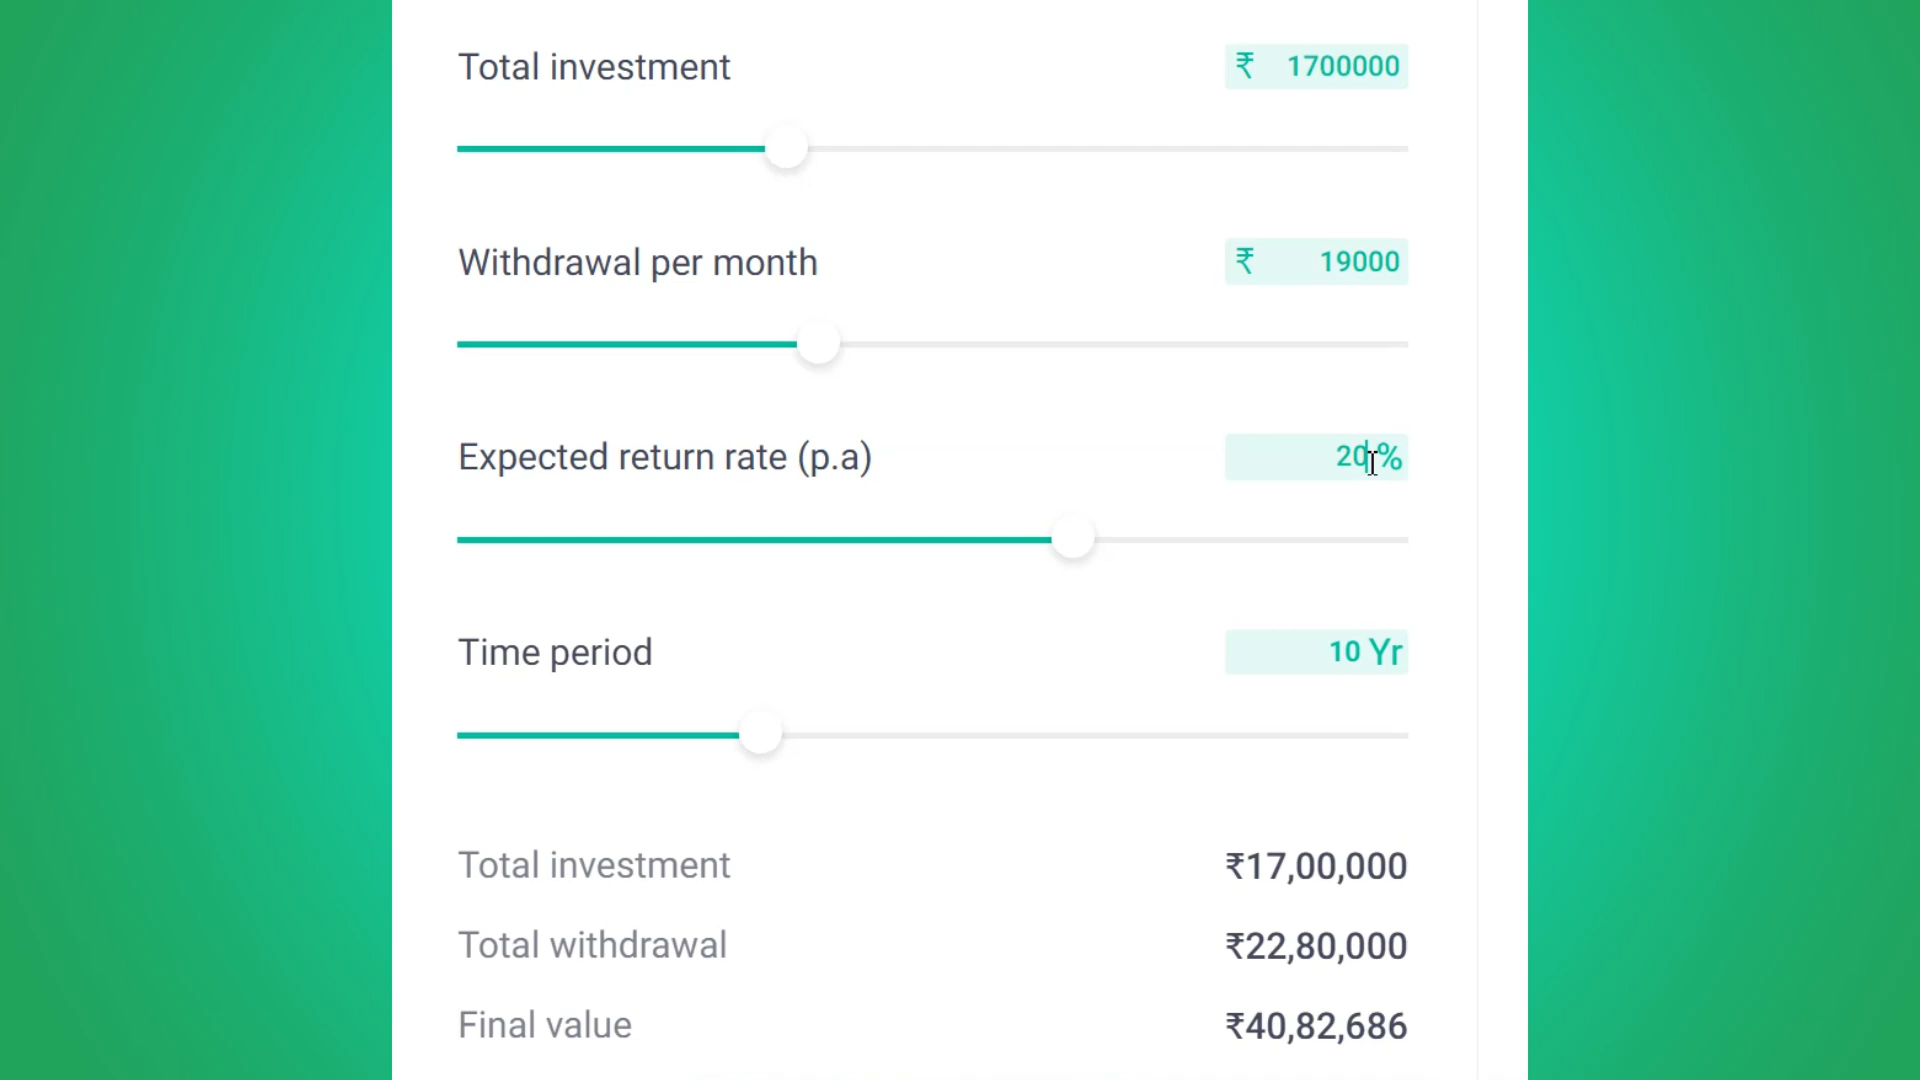 Total investment ₹ 1700000
Withdrawal per month ₹ 19000
Expected return rate (p.a) 20 %
Time period 10 Yr
Total investment ₹17,00,000
Total withdrawal ₹22,80,000
Final value ₹40,82,686